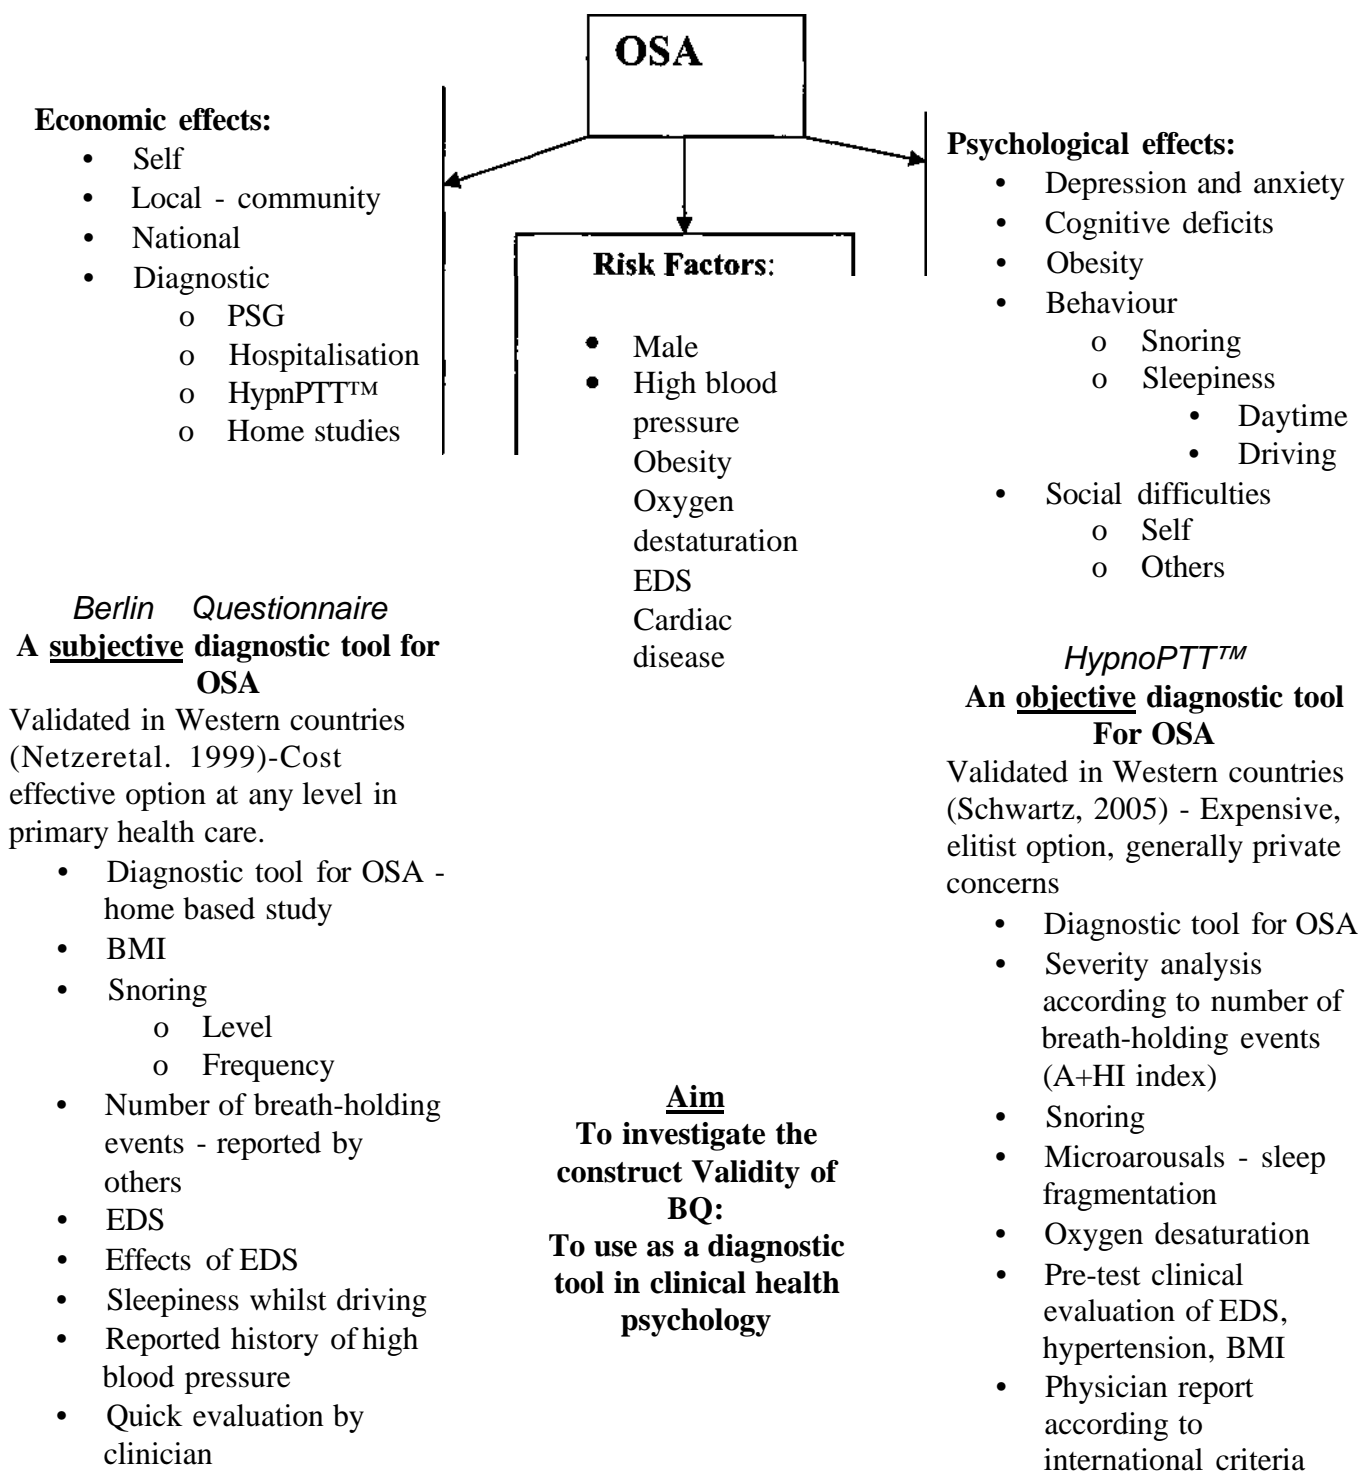 OSA
Economic effects:
• Self
• Local - community
• National
• Diagnostic
o PSG
o Hospitalisation
o HypnPTT™
o Home studies
Risk Factors:
• Male
• High blood
pressure
Obesity
Oxygen
destaturation
EDS
Cardiac
disease
Psychological effects:
• Depression and anxiety
• Cognitive deficits
• Obesity
• Behaviour
o Snoring
o Sleepiness
• Daytime
• Driving
• Social difficulties
o Self
o Others
Berlin Questionnaire
A subjective diagnostic tool for
OSA
Validated in Western countries
(Netzeretal. 1999)-Cost
effective option at any level in
primary health care.
• Diagnostic tool for OSA -
home based study
• BMI
• Snoring
o Level
o Frequency
• Number of breath-holding
events - reported by
others
• EDS
• Effects of EDS
• Sleepiness whilst driving
• Reported history of high
blood pressure
• Quick evaluation by
clinician
Aim
To investigate the
construct Validity of
BQ:
To use as a diagnostic
tool in clinical health
psychology
HypnoPTT™
An objective diagnostic tool
For OSA
Validated in Western countries
(Schwartz, 2005) - Expensive,
elitist option, generally private
concerns
• Diagnostic tool for OSA
• Severity analysis
according to number of
breath-holding events
(A+HI index)
• Snoring
• Microarousals - sleep
fragmentation
• Oxygen desaturation
• Pre-test clinical
evaluation of EDS,
hypertension, BMI
• Physician report
according to
international criteria